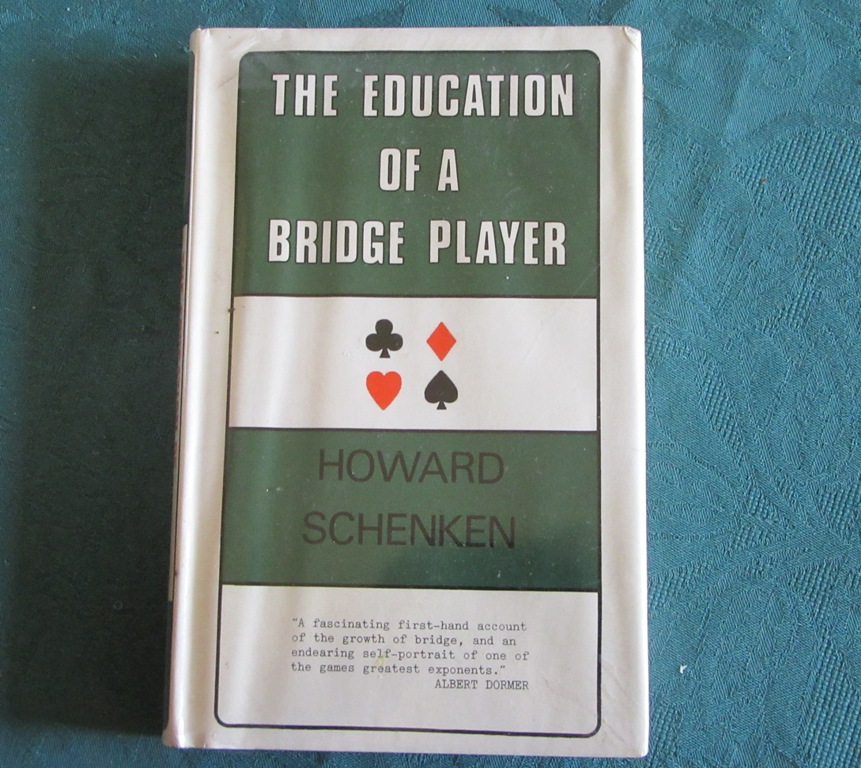 THE EDUCATION
OF A
BRIDGE PLAYER
HOWARD
SCHENKEN
"A fascinating first-hand account
of the growth of bridge, and an
endearing self-portrait of one of
the games greatest exponents."
ALBERT DORMER